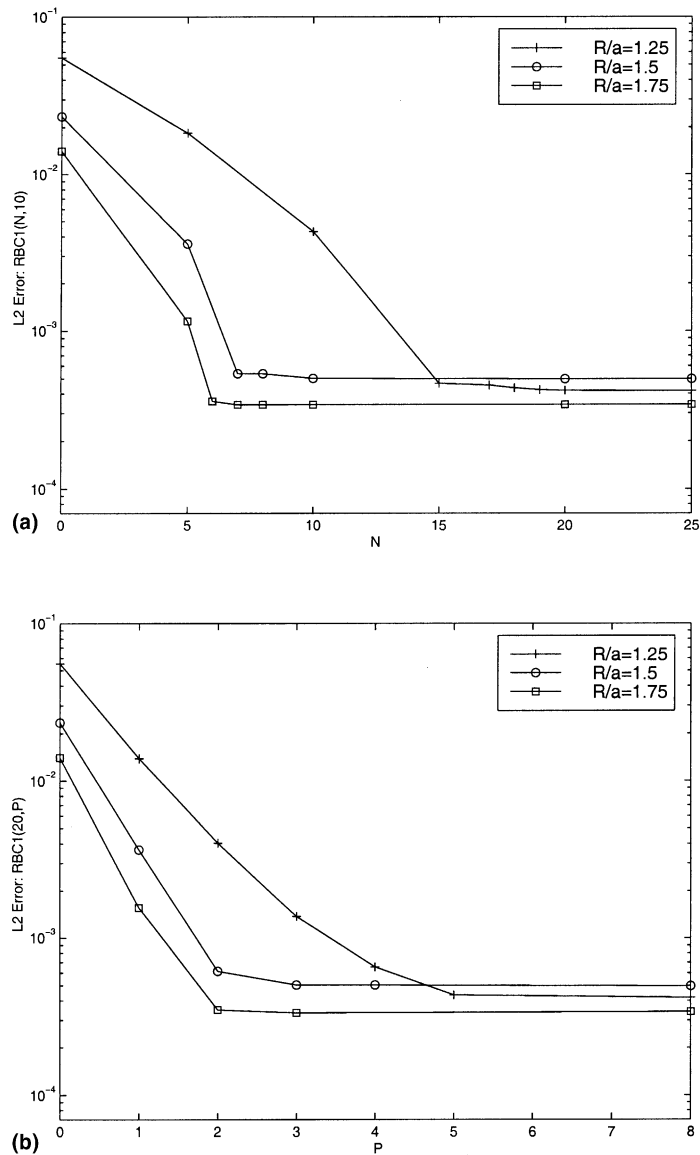 10^-1
10^-2
10^-3
10^-4
L2 Error: RBC1(N,10)
R/a=1.25
R/a=1.5
R/a=1.75
0 5 10 15 20 25
N
(a)
10^-1
10^-2
10^-3
10^-4
L2 Error: RBC1(20,P)
R/a=1.25
R/a=1.5
R/a=1.75
0 1 2 3 4 5 6 7 8
P
(b)